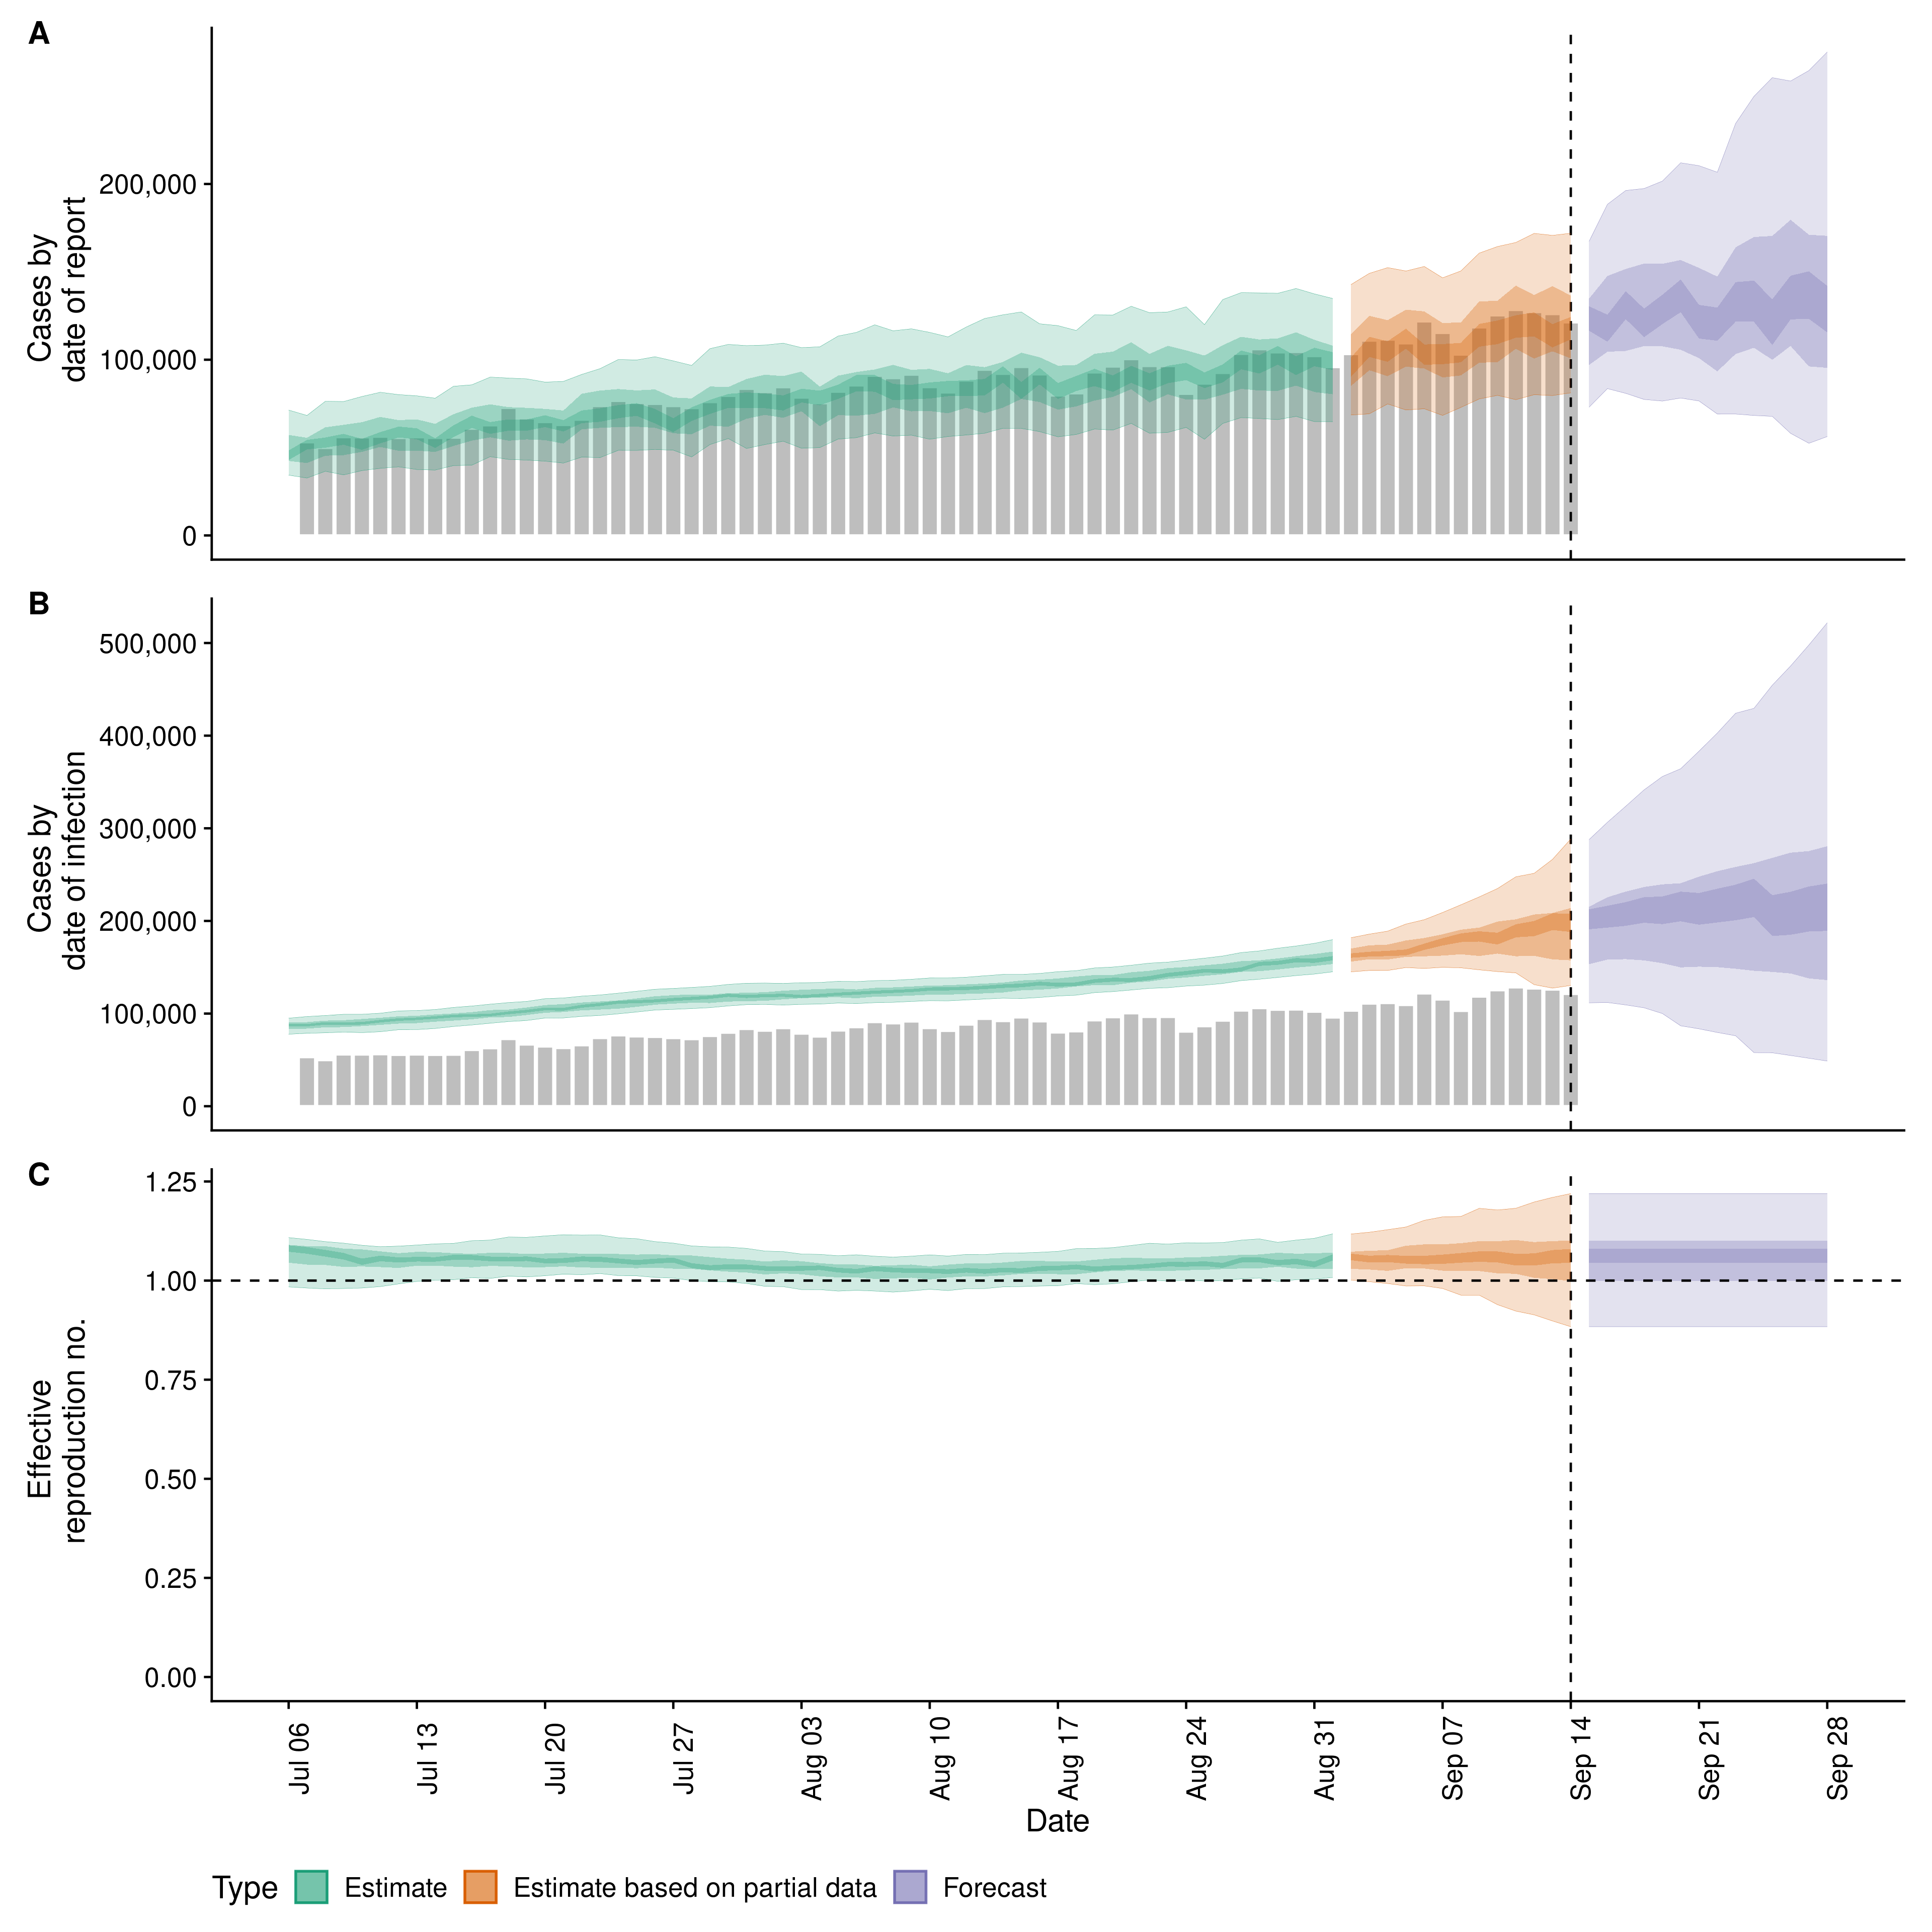 A
Cases by
date of report
200,000
100,000
0
B
Cases by
date of infection
500,000
400,000
300,000
200,000
100,000
0
C
Effective
reproduction no.
1.25
1.00
0.75
0.50
0.25
0.00
Jul 06
Jul 13
Jul 20
Jul 27
Aug 03
Aug 10
Aug 17
Aug 24
Aug 31
Sep 07
Sep 14
Sep 21
Sep 28
Date
Type Estimate Estimate based on partial data Forecast